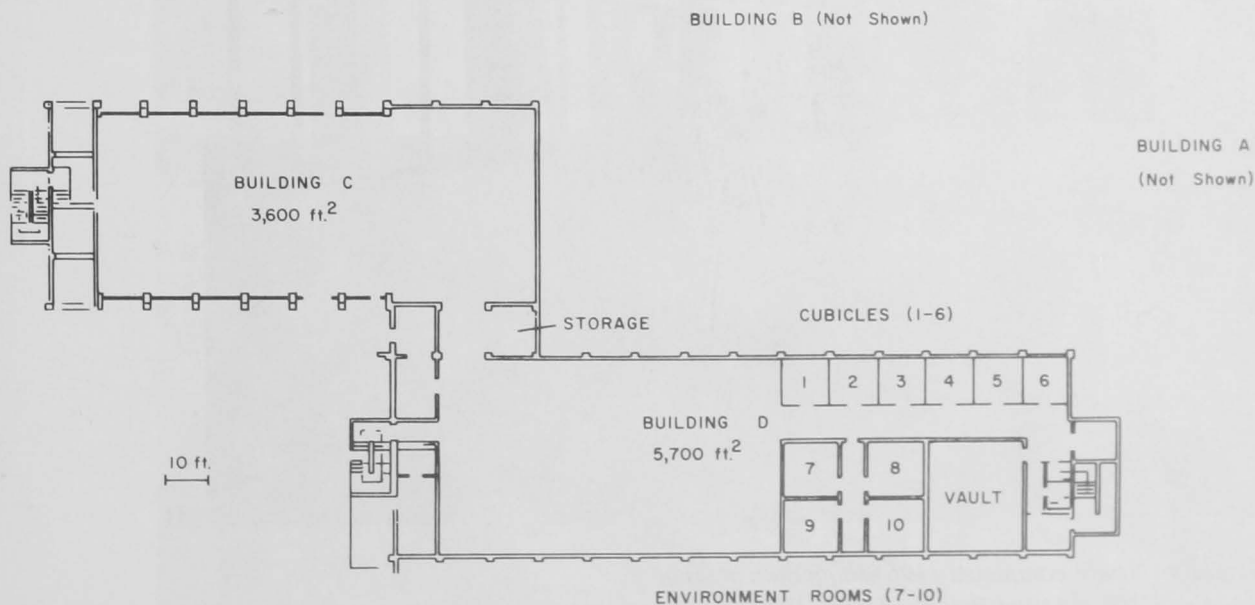 BUILDING B (Not Shown)
BUILDING A
(Not Shown)
BUILDING C
3,600 ft.2
STORAGE
CUBICLES (1-6)
1 2 3 4 5 6
BUILDING D
5,700 ft.2
10 ft.
7 8
VAULT
9 10
ENVIRONMENT ROOMS (7-10)